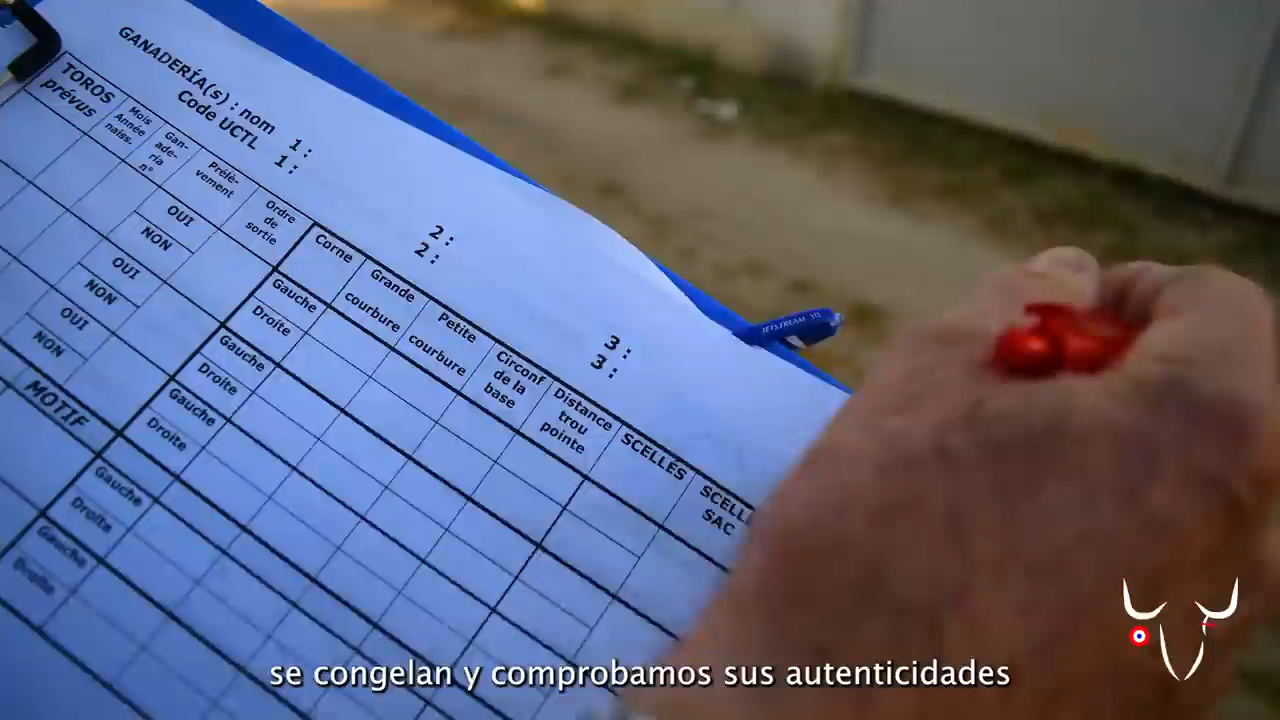 GANADERÍA(s) : nom 1 : 2 : 3 :
Code UCTL 1 : 2 : 3 :
TOROS
prévus
Mois
Année
naiss.
Gan-
ade-
ría
n°
Prélè-
vement
Ordre
de
sortie
Corne
Grande
courbure
Petite
courbure
Circonf
de la
base
Distance
trou
pointe
SCELLÉS
SCELLÉ
SAC
OUI
NON
OUI
NON
OUI
NON
MOTIF
Gauche
Droite
Gauche
Droite
Gauche
Droite
Gauche
Droite
Gauche
Droite
JETSTREAM
se congelan y comprobamos sus autenticidades